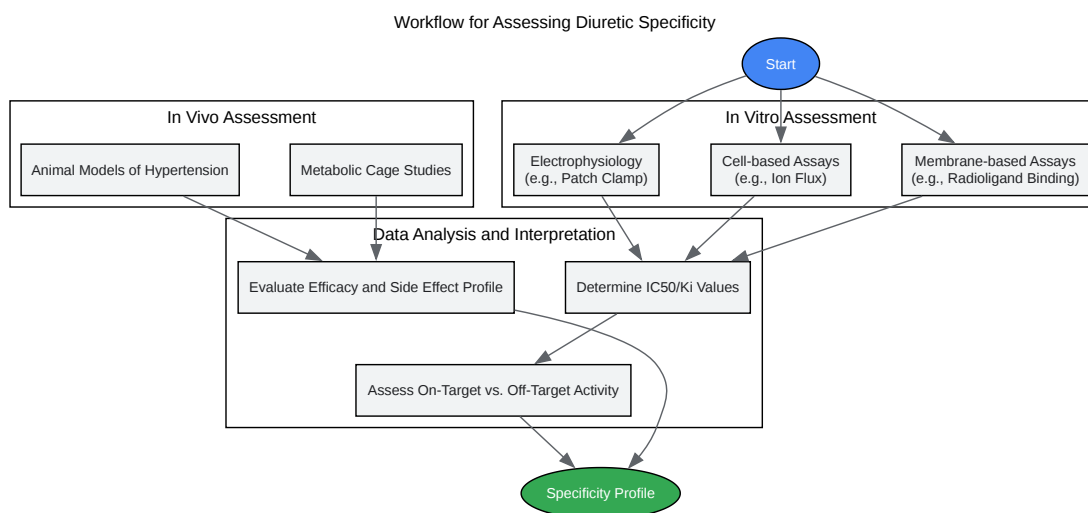 Workflow for Assessing Diuretic Specificity
Start
In Vivo Assessment
In Vitro Assessment
Animal Models of Hypertension
Metabolic Cage Studies
Electrophysiology
(e.g., Patch Clamp)
Cell-based Assays
(e.g., Ion Flux)
Membrane-based Assays
(e.g., Radioligand Binding)
Data Analysis and Interpretation
Evaluate Efficacy and Side Effect Profile
Determine IC50/Ki Values
Assess On-Target vs. Off-Target Activity
Specificity Profile